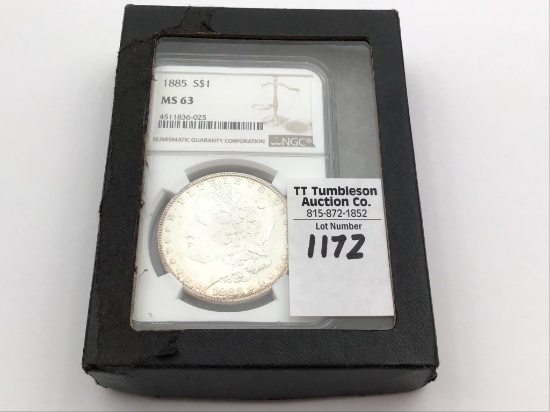 1885 S$1
MS 63
4511836-025
NUMISMATIC GUARANTY CORPORATION
NGC
TT Tumbleson
Auction Co.
815-872-1852
Lot Number
1172